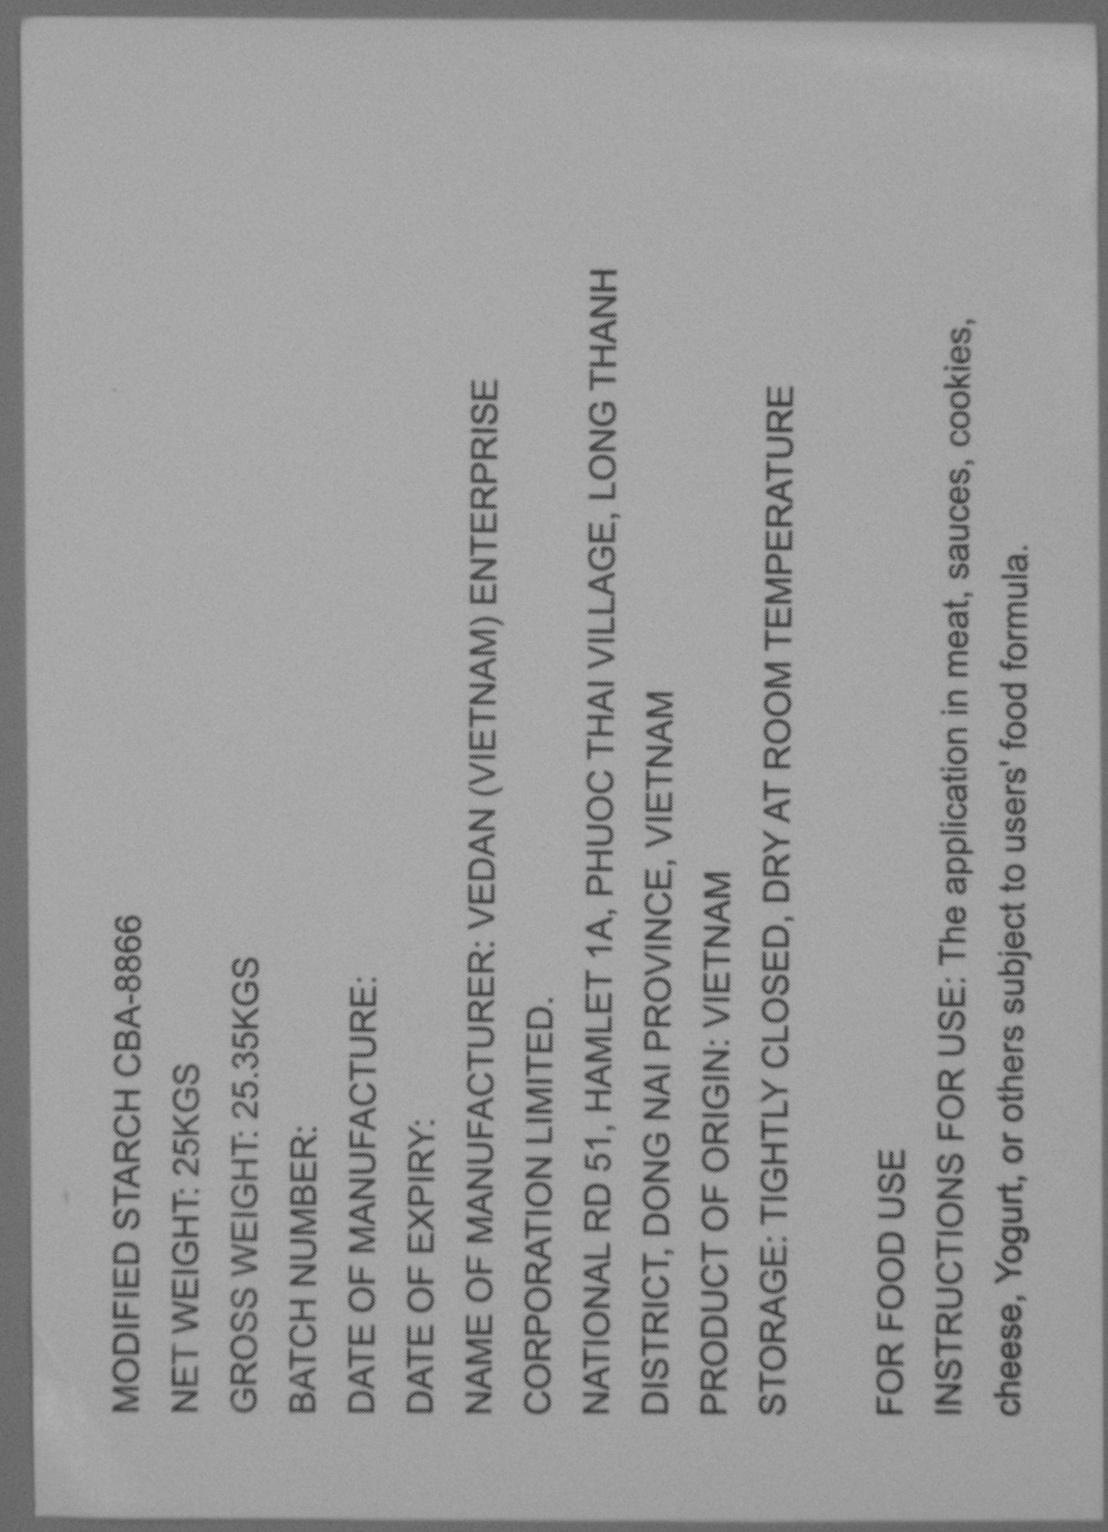 MODIFIED STARCH CBA-8866
NET WEIGHT: 25KGS
GROSS WEIGHT: 25.35KGS
BATCH NUMBER:
DATE OF MANUFACTURE:
DATE OF EXPIRY:
NAME OF MANUFACTURER: VEDAN (VIETNAM) ENTERPRISE
CORPORATION LIMITED.
NATIONAL RD 51, HAMLET 1A, PHUOC THAI VILLAGE, LONG THANH
DISTRICT, DONG NAI PROVINCE, VIETNAM
PRODUCT OF ORIGIN: VIETNAM
STORAGE: TIGHTLY CLOSED, DRY AT ROOM TEMPERATURE
FOR FOOD USE
INSTRUCTIONS FOR USE: The application in meat, sauces, cookies,
cheese, Yogurt, or others subject to users' food formula.